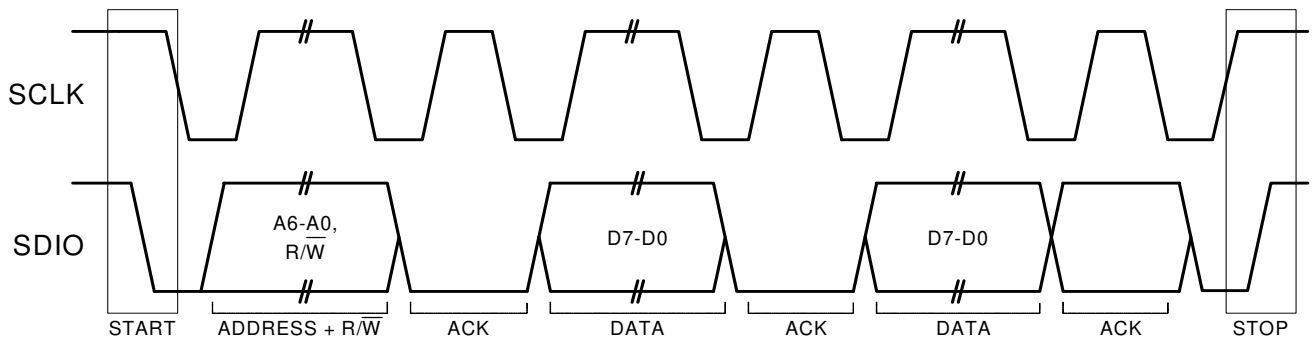 SCLK
SDIO
A6-A0,
R/W̅
D7-D0
D7-D0
START
ADDRESS + R/W̅
ACK
DATA
ACK
DATA
ACK
STOP